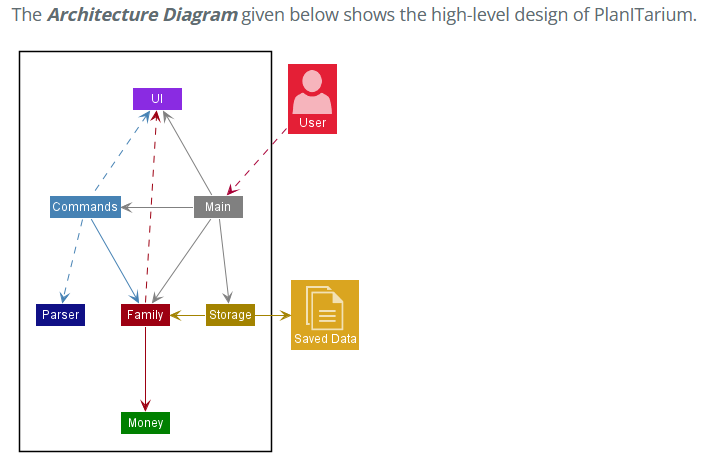 The Architecture Diagram given below shows the high-level design of PlanITarium.
UI
User
Commands
Main
Parser
Family
Storage
Saved Data
Money